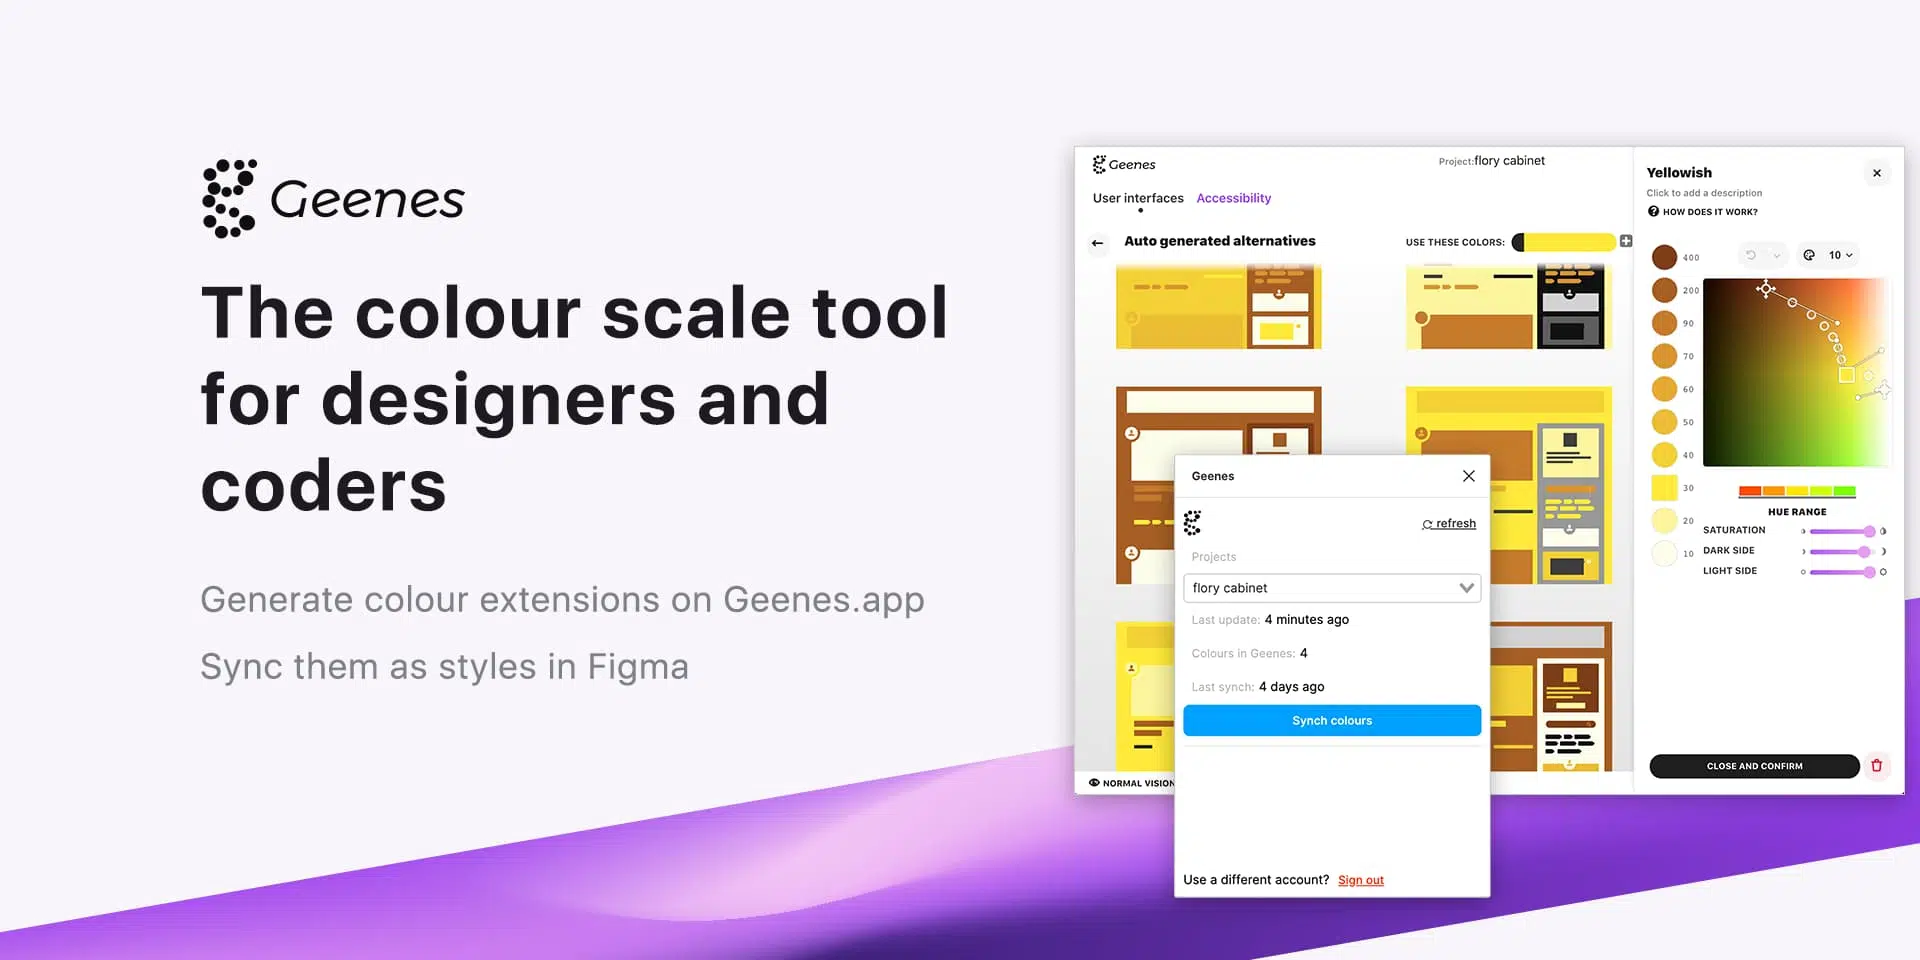 Geenes
The colour scale tool
for designers and
coders
Generate colour extensions on Geenes.app
Sync them as styles in Figma
Geenes
Project:flory cabinet
User interfaces
Accessibility
Auto generated alternatives
USE THESE COLORS:
NORMAL VISION
Yellowish
Click to add a description
HOW DOES IT WORK?
10
400
200
90
70
60
50
40
30
20
10
HUE RANGE
SATURATION
DARK SIDE
LIGHT SIDE
CLOSE AND CONFIRM
Geenes
refresh
Projects
flory cabinet
Last update: 4 minutes ago
Colours in Geenes: 4
Last synch: 4 days ago
Synch colours
Use a different account? Sign out